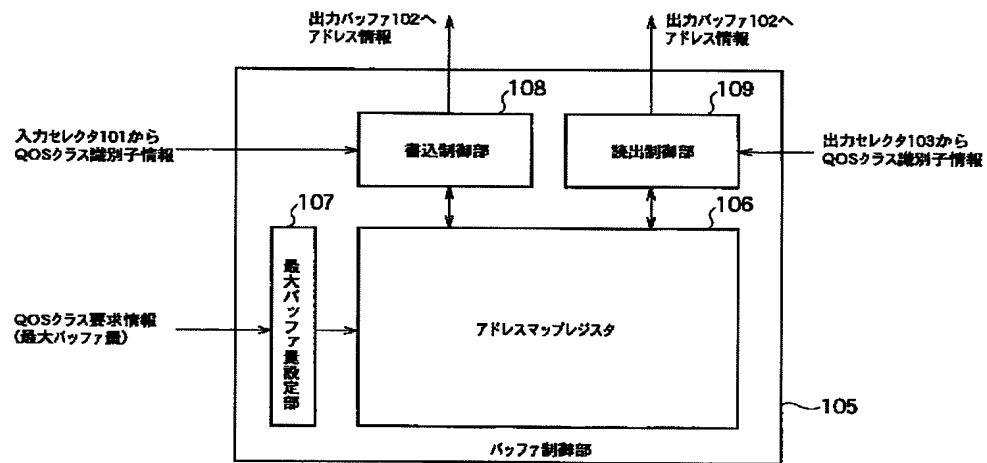 出力バッファ102へ
アドレス情報
出力バッファ102へ
アドレス情報
108
109
入力セレクタ101から
QOSクラス識別子情報
書込制御部
読出制御部
出力セレクタ103から
QOSクラス識別子情報
107
106
最大バッファ量設定部
QOSクラス要求情報
(最大バッファ量)
アドレスマップレジスタ
105
バッファ制御部